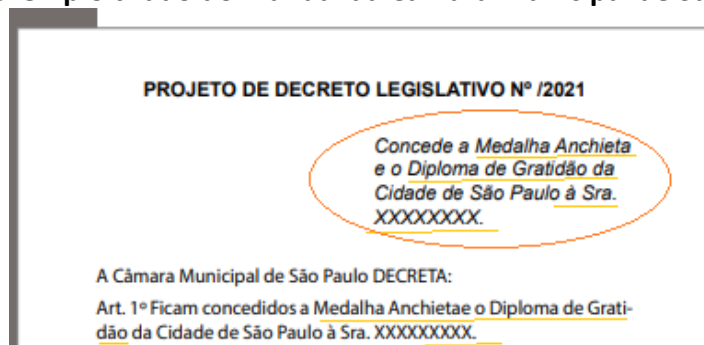 PROJETO DE DECRETO LEGISLATIVO Nº /2021
Concede a Medalha Anchieta
e o Diploma de Gratidão da
Cidade de São Paulo à Sra.
XXXXXXXX.
A Câmara Municipal de São Paulo DECRETA:
Art. 1º Ficam concedidos a Medalha Anchietae o Diploma de Grati-
dão da Cidade de São Paulo à Sra. XXXXXXXXX.